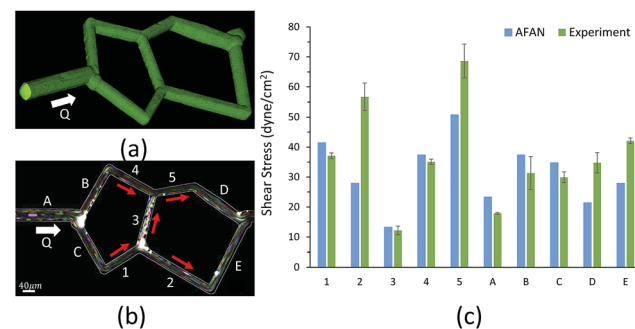 Q
(a)
A
B
4
5
D
3
Q
C
1
2
E
40μm
(b)
AFAN
Experiment
Shear Stress (dyne/cm²)
80
70
60
50
40
30
20
10
0
1 2 3 4 5 A B C D E
(c)